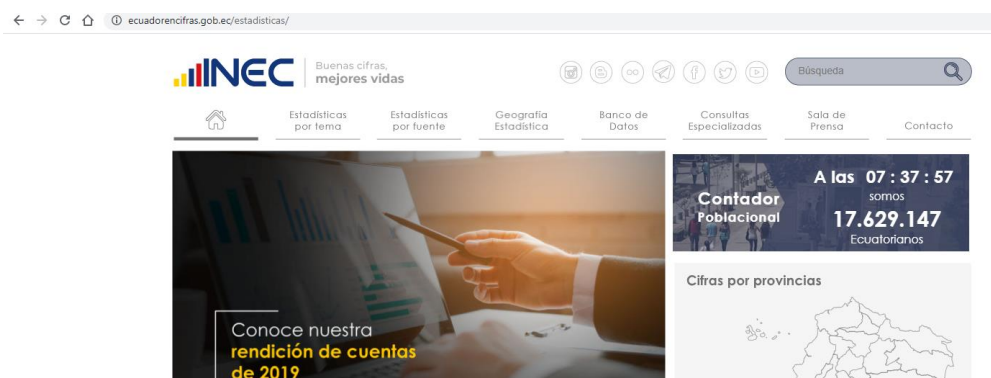 ecuadorencifras.gob.ec/estadisticas/
INEC
Buenas cifras,
mejores vidas
Búsqueda
Estadísticas
por tema
Estadísticas
por fuente
Geografía
Estadística
Banco de
Datos
Consultas
Especializadas
Sala de
Prensa
Contacto
Contador
Poblacional
A las 07 : 37 : 57
somos
17.629.147
Ecuatorianos
Conoce nuestra
rendición de cuentas
de 2019
Cifras por provincias